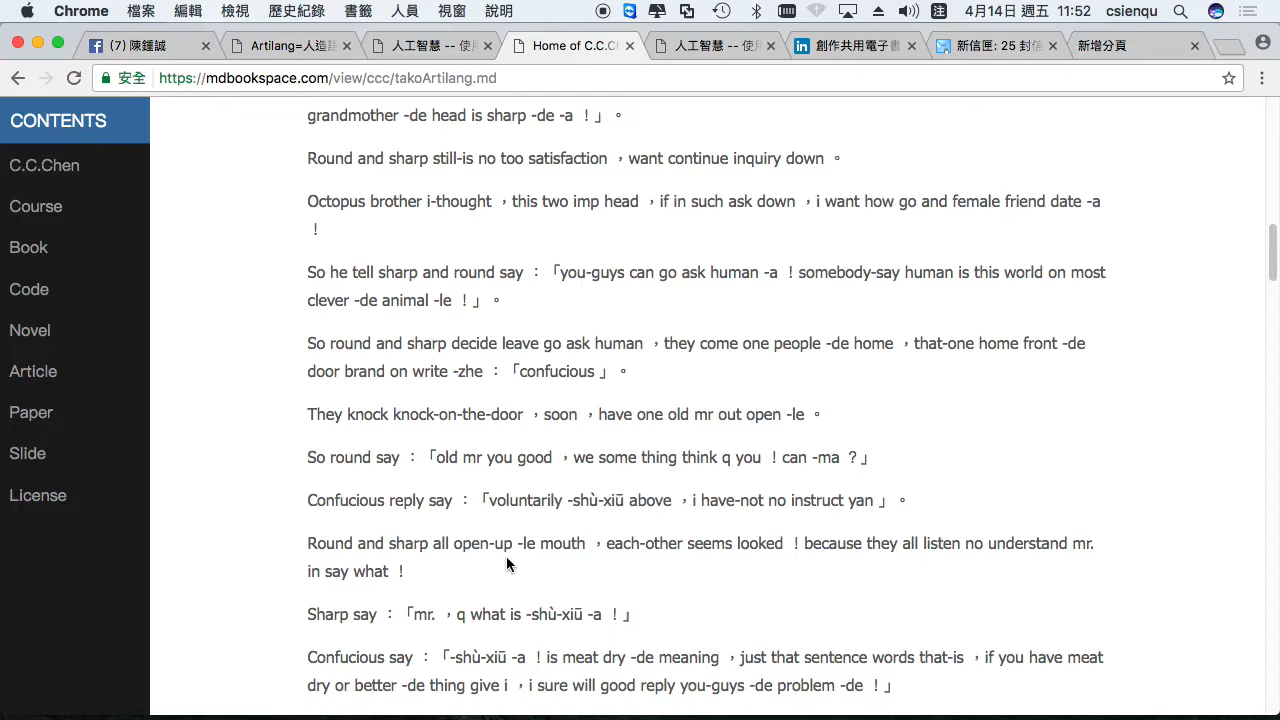 Chrome 檔案 編輯 檢視 歷史紀錄 書籤 人員 視窗 說明 注 4月14日 週五 11:52 csienqu
(7) 陳鍾誠 Artilang=人造語 人工智慧 -- 使用 Home of C.C.Ch 人工智慧 -- 使用 創作共用電子書 新信匣: 25 封信 新增分頁
安全 https://mdbookspace.com/view/ccc/takoArtilang.md
CONTENTS
C.C.Chen
Course
Book
Code
Novel
Article
Paper
Slide
License
grandmother -de head is sharp -de -a ！」 。
Round and sharp still-is no too satisfaction ，want continue inquiry down 。
Octopus brother i-thought ，this two imp head ，if in such ask down ，i want how go and female friend date -a
！
So he tell sharp and round say ：「you-guys can go ask human -a ！somebody-say human is this world on most
clever -de animal -le ！」 。
So round and sharp decide leave go ask human ，they come one people -de home ，that-one home front -de
door brand on write -zhe ：「confucious 」 。
They knock knock-on-the-door ，soon ，have one old mr out open -le 。
So round say ：「old mr you good ，we some thing think q you ！can -ma ？」
Confucious reply say ：「voluntarily -shù-xiū above ，i have-not no instruct yan 」 。
Round and sharp all open-up -le mouth ，each-other seems looked ！because they all listen no understand mr.
in say what ！
Sharp say ：「mr. ，q what is -shù-xiū -a ！」
Confucious say ：「-shù-xiū -a ！is meat dry -de meaning ，just that sentence words that-is ，if you have meat
dry or better -de thing give i ，i sure will good reply you-guys -de problem -de ！」